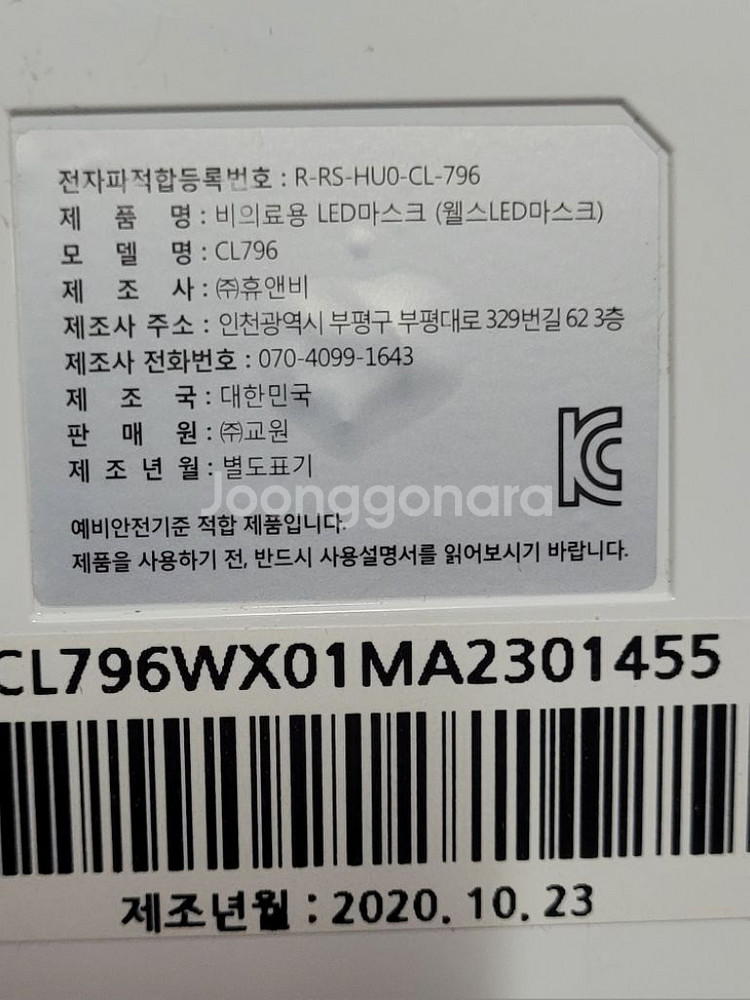 전자파적합등록번호 : R-RS-HU0-CL-796
제 품 명 : 비의료용 LED마스크 (웰스LED마스크)
모 델 명 : CL796
제 조 사 : ㈜휴앤비
제조사 주소 : 인천광역시 부평구 부평대로 329번길 62 3층
제조사 전화번호 : 070-4099-1643
제 조 국 : 대한민국
판 매 원 : ㈜교원
제 조 년 월 : 별도표기
Joonggonara
예비안전기준 적합 제품입니다.
제품을 사용하기 전, 반드시 사용설명서를 읽어보시기 바랍니다.
CL796WX01MA2301455
제조년월 : 2020. 10. 23